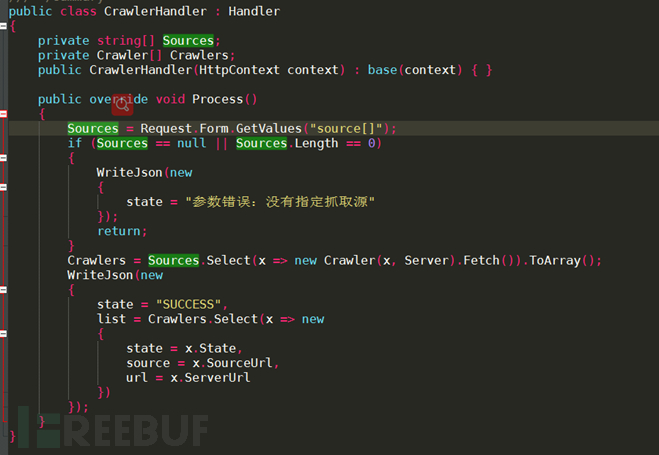 public class CrawlerHandler : Handler
{
    private string[] Sources;
    private Crawler[] Crawlers;
    public CrawlerHandler(HttpContext context) : base(context) { }
    public override void Process()
    {
        Sources = Request.Form.GetValues("source[]");
        if (Sources == null || Sources.Length == 0)
        {
            WriteJson(new
            {
                state = "参数错误：没有指定抓取源"
            });
            return;
        }
        Crawlers = Sources.Select(x => new Crawler(x, Server).Fetch()).ToArray();
        WriteJson(new
        {
            state = "SUCCESS",
            list = Crawlers.Select(x => new
            {
                state = x.State,
                source = x.SourceUrl,
                url = x.ServerUrl
            })
        });
    }
}
REEBUF